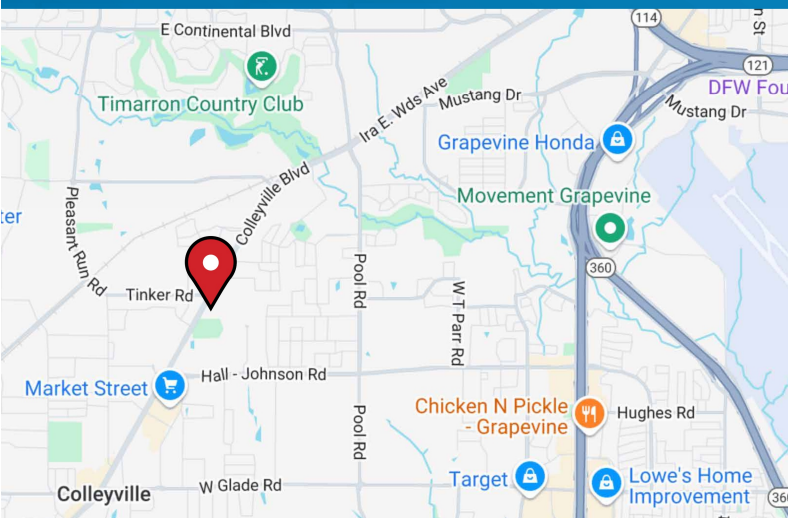 114
n St
E Continental Blvd
121
DFW Fou
Timarron Country Club
Ira E. Wds Ave
Mustang Dr
Mustang Dr
Grapevine Honda
Colleyville Blvd
Movement Grapevine
Pleasant Run Rd
ter
Pool Rd
360
Tinker Rd
W T Parr Rd
Hall - Johnson Rd
Market Street
Chicken N Pickle
- Grapevine
Hughes Rd
Pool Rd
Target
Lowe's Home
Improvement
W Glade Rd
Colleyville
36